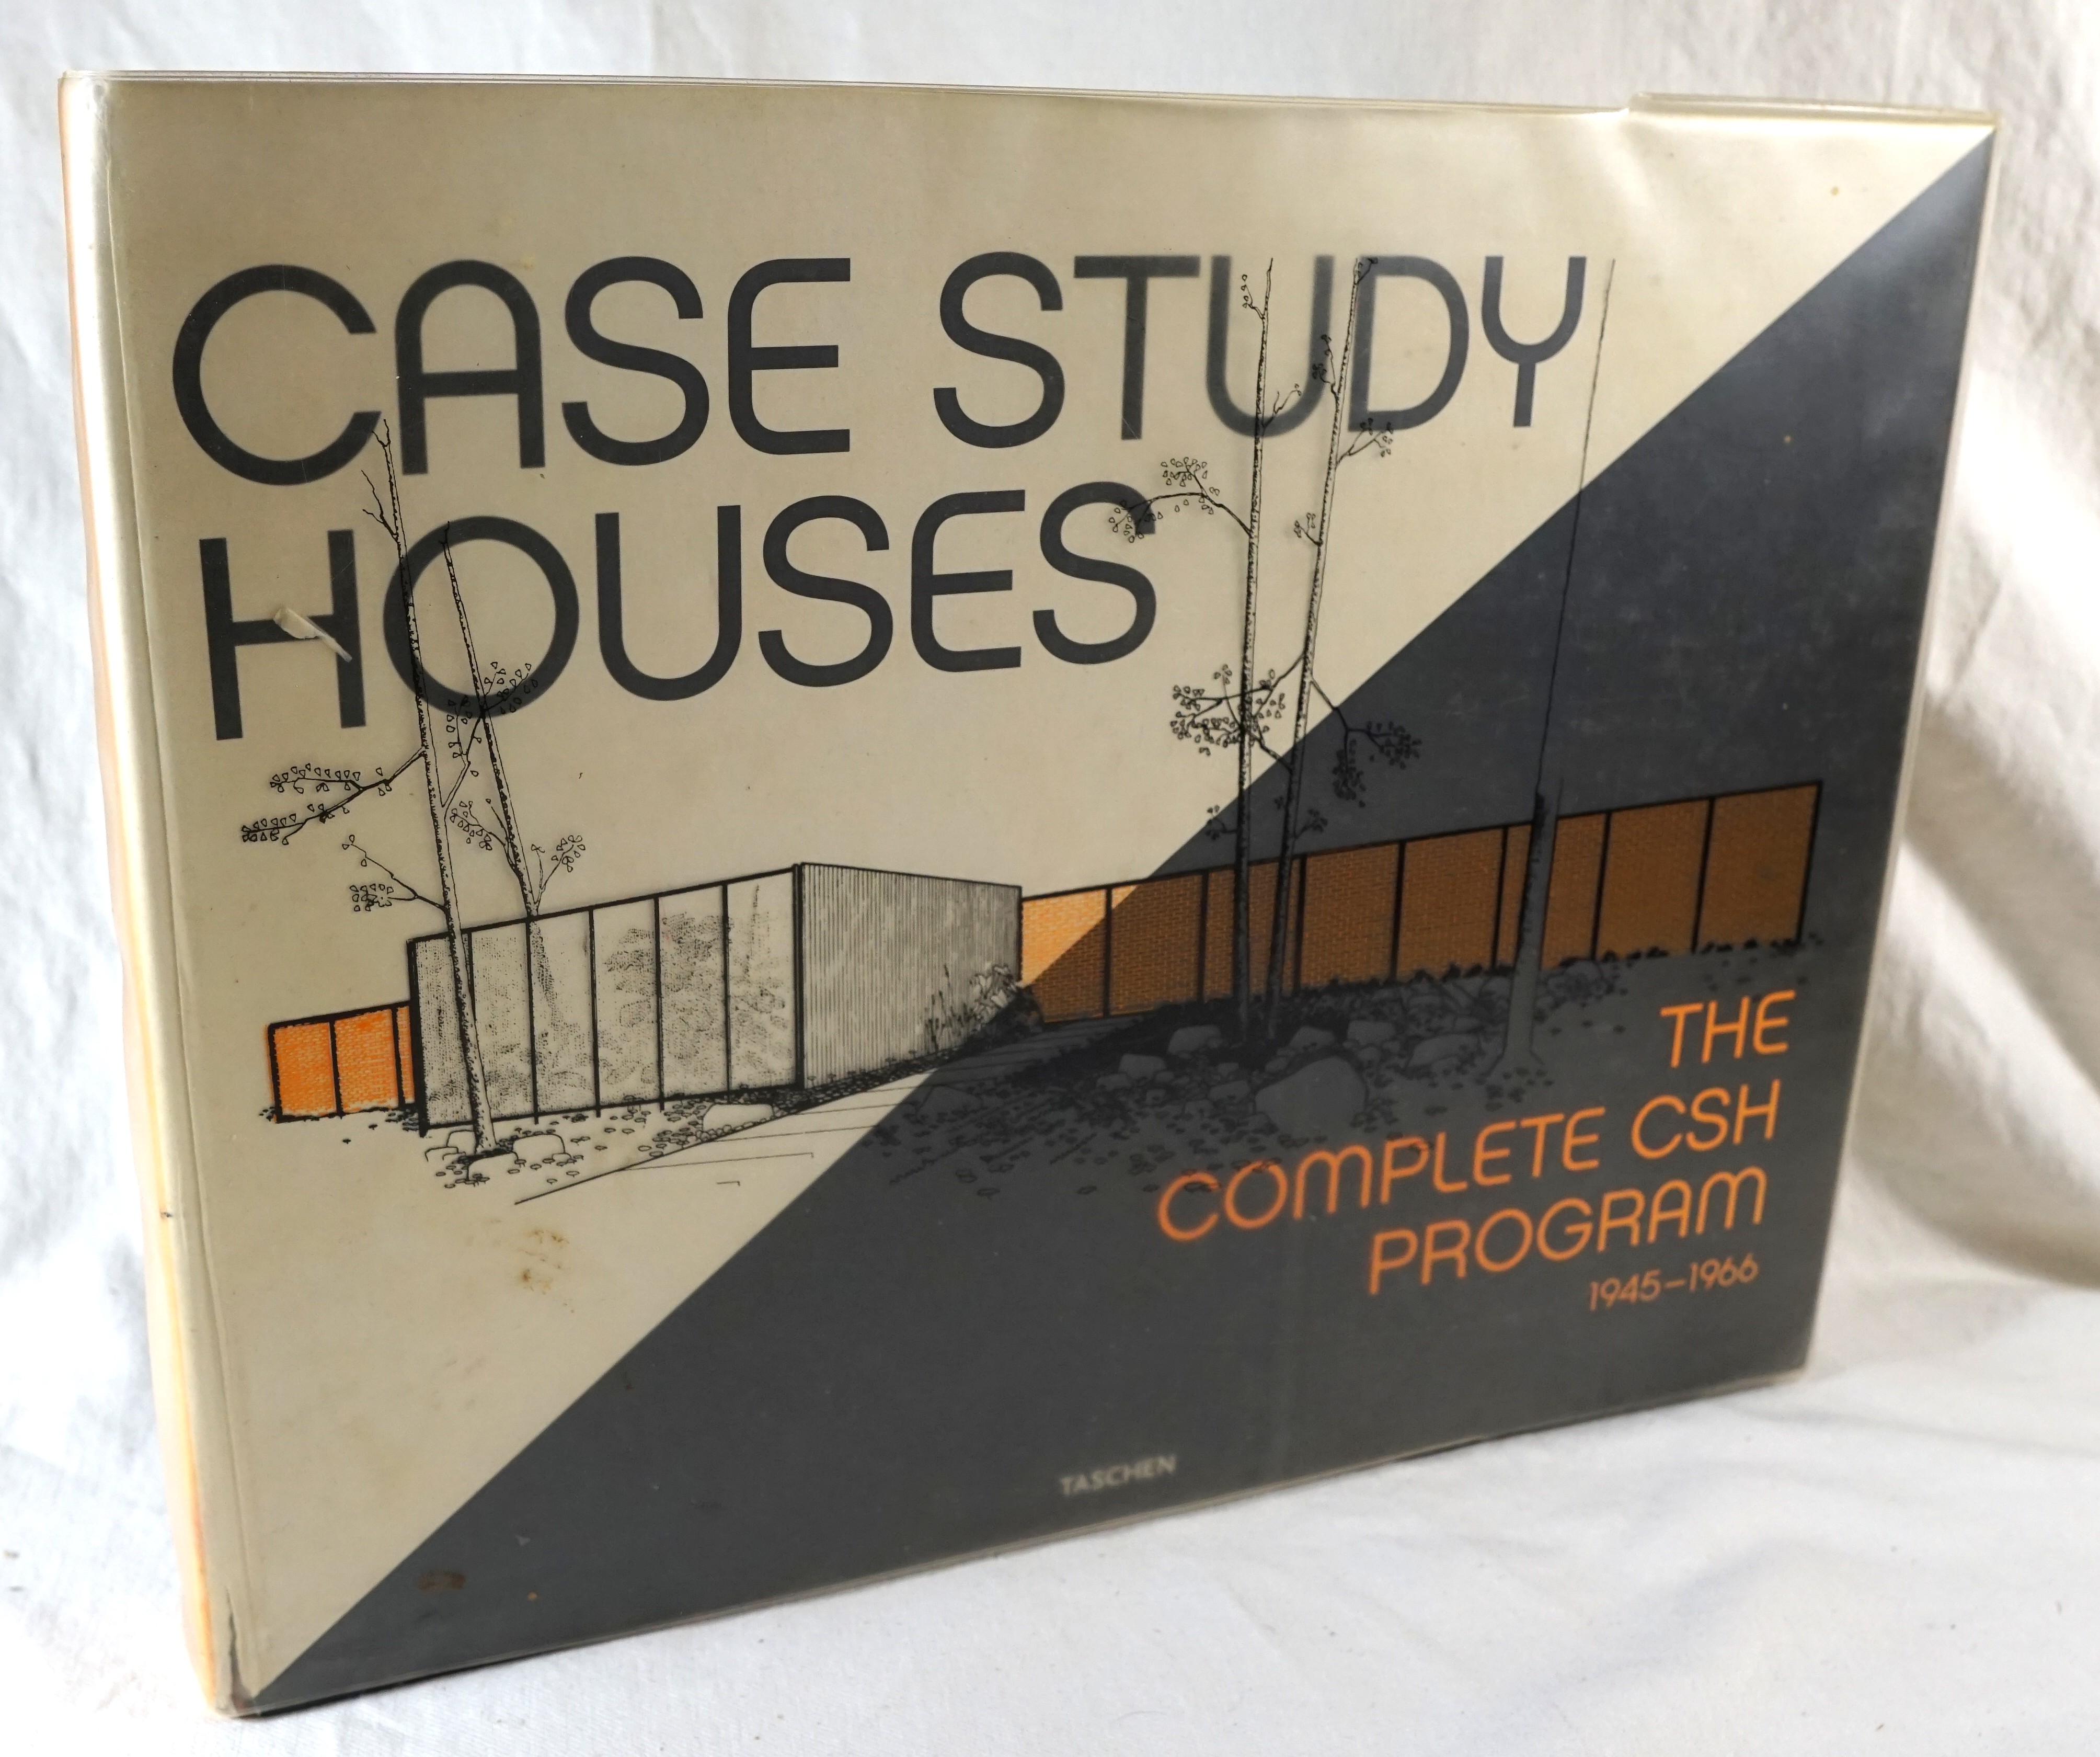 CASE STUDY
HOUSES
THE
COMPLETE CSH
PROGRAM
1945–1966
TASCHEN